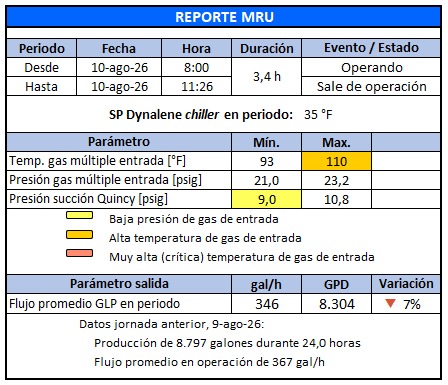 REPORTE MRU
Periodo Fecha Hora Duración Evento / Estado
Desde 10-ago-26 8:00 3,4 h Operando
Hasta 10-ago-26 11:26 Sale de operación
SP Dynalene chiller en periodo: 35 °F
Parámetro Mín. Max.
Temp. gas múltiple entrada [°F] 93 110
Presión gas múltiple entrada [psig] 21,0 23,2
Presión succión Quincy [psig] 9,0 10,8
Baja presión de gas de entrada
Alta temperatura de gas de entrada
Muy alta (crítica) temperatura de gas de entrada
Parámetro salida gal/h GPD Variación
Flujo promedio GLP en periodo 346 8.304 ▼ 7%
Datos jornada anterior, 9-ago-26:
Producción de 8.797 galones durante 24,0 horas
Flujo promedio en operación de 367 gal/h